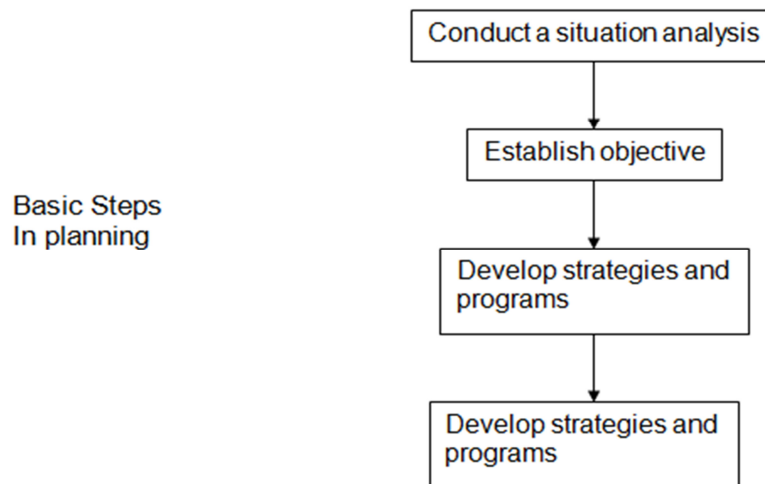 Conduct a situation analysis
Establish objective
Basic Steps
In planning
Develop strategies and
programs
Develop strategies and
programs